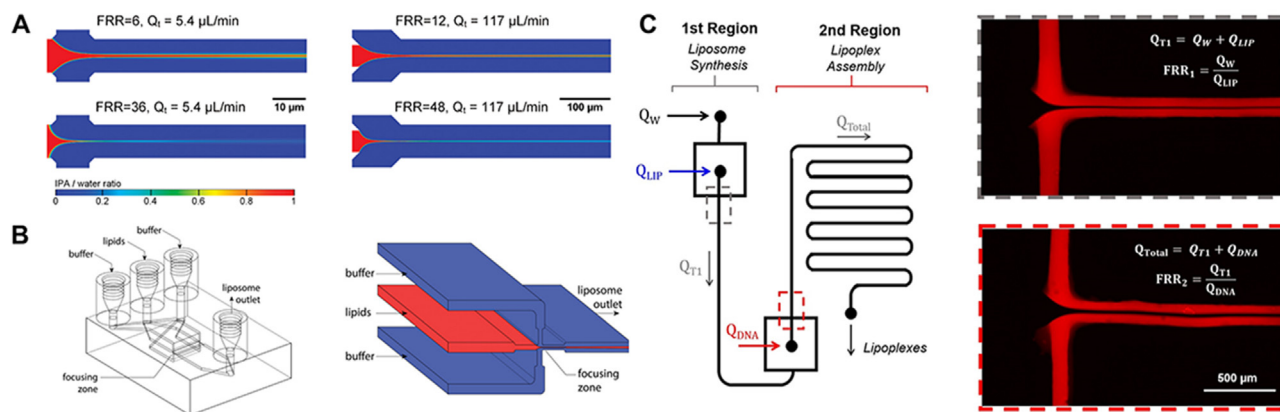 A
FRR=6, Qt = 5.4 µL/min
FRR=12, Qt = 117 µL/min
10 µm
100 µm
FRR=36, Qt = 5.4 µL/min
FRR=48, Qt = 117 µL/min
IPA / water ratio
0 0.2 0.4 0.6 0.8 1
B
buffer
lipids
buffer
liposome
outlet
focusing
zone
buffer
lipids
buffer
liposome
outlet
focusing
zone
C
1st Region
Liposome
Synthesis
2nd Region
Lipoplex
Assembly
QW
QLIP
QT1
QTotal
QDNA
Lipoplexes
QT1 = QW + QLIP
FRR1 = QW/QLIP
QTotal = QT1 + QDNA
FRR2 = QT1/QDNA
500 µm